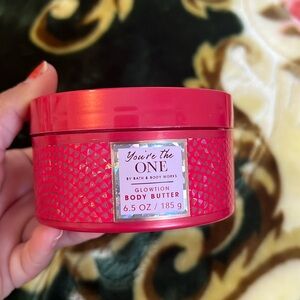 You're the
ONE
BY BATH & BODY WORKS
GLOWTION
BODY BUTTER
6.5 OZ / 185 g